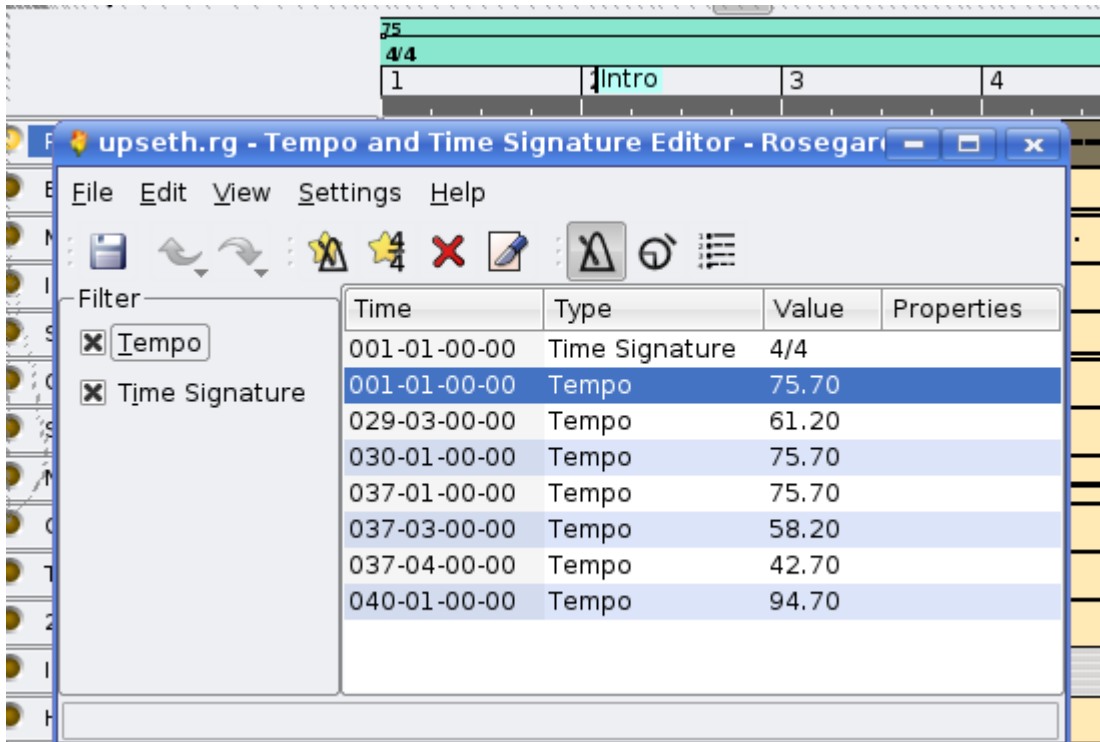 75
4/4
1 2 Intro 3 4
upseth.rg - Tempo and Time Signature Editor - Rosegar
File Edit View Settings Help
Filter
Tempo
Time Signature
Time Type Value Properties
001-01-00-00 Time Signature 4/4
001-01-00-00 Tempo 75.70
029-03-00-00 Tempo 61.20
030-01-00-00 Tempo 75.70
037-01-00-00 Tempo 75.70
037-03-00-00 Tempo 58.20
037-04-00-00 Tempo 42.70
040-01-00-00 Tempo 94.70